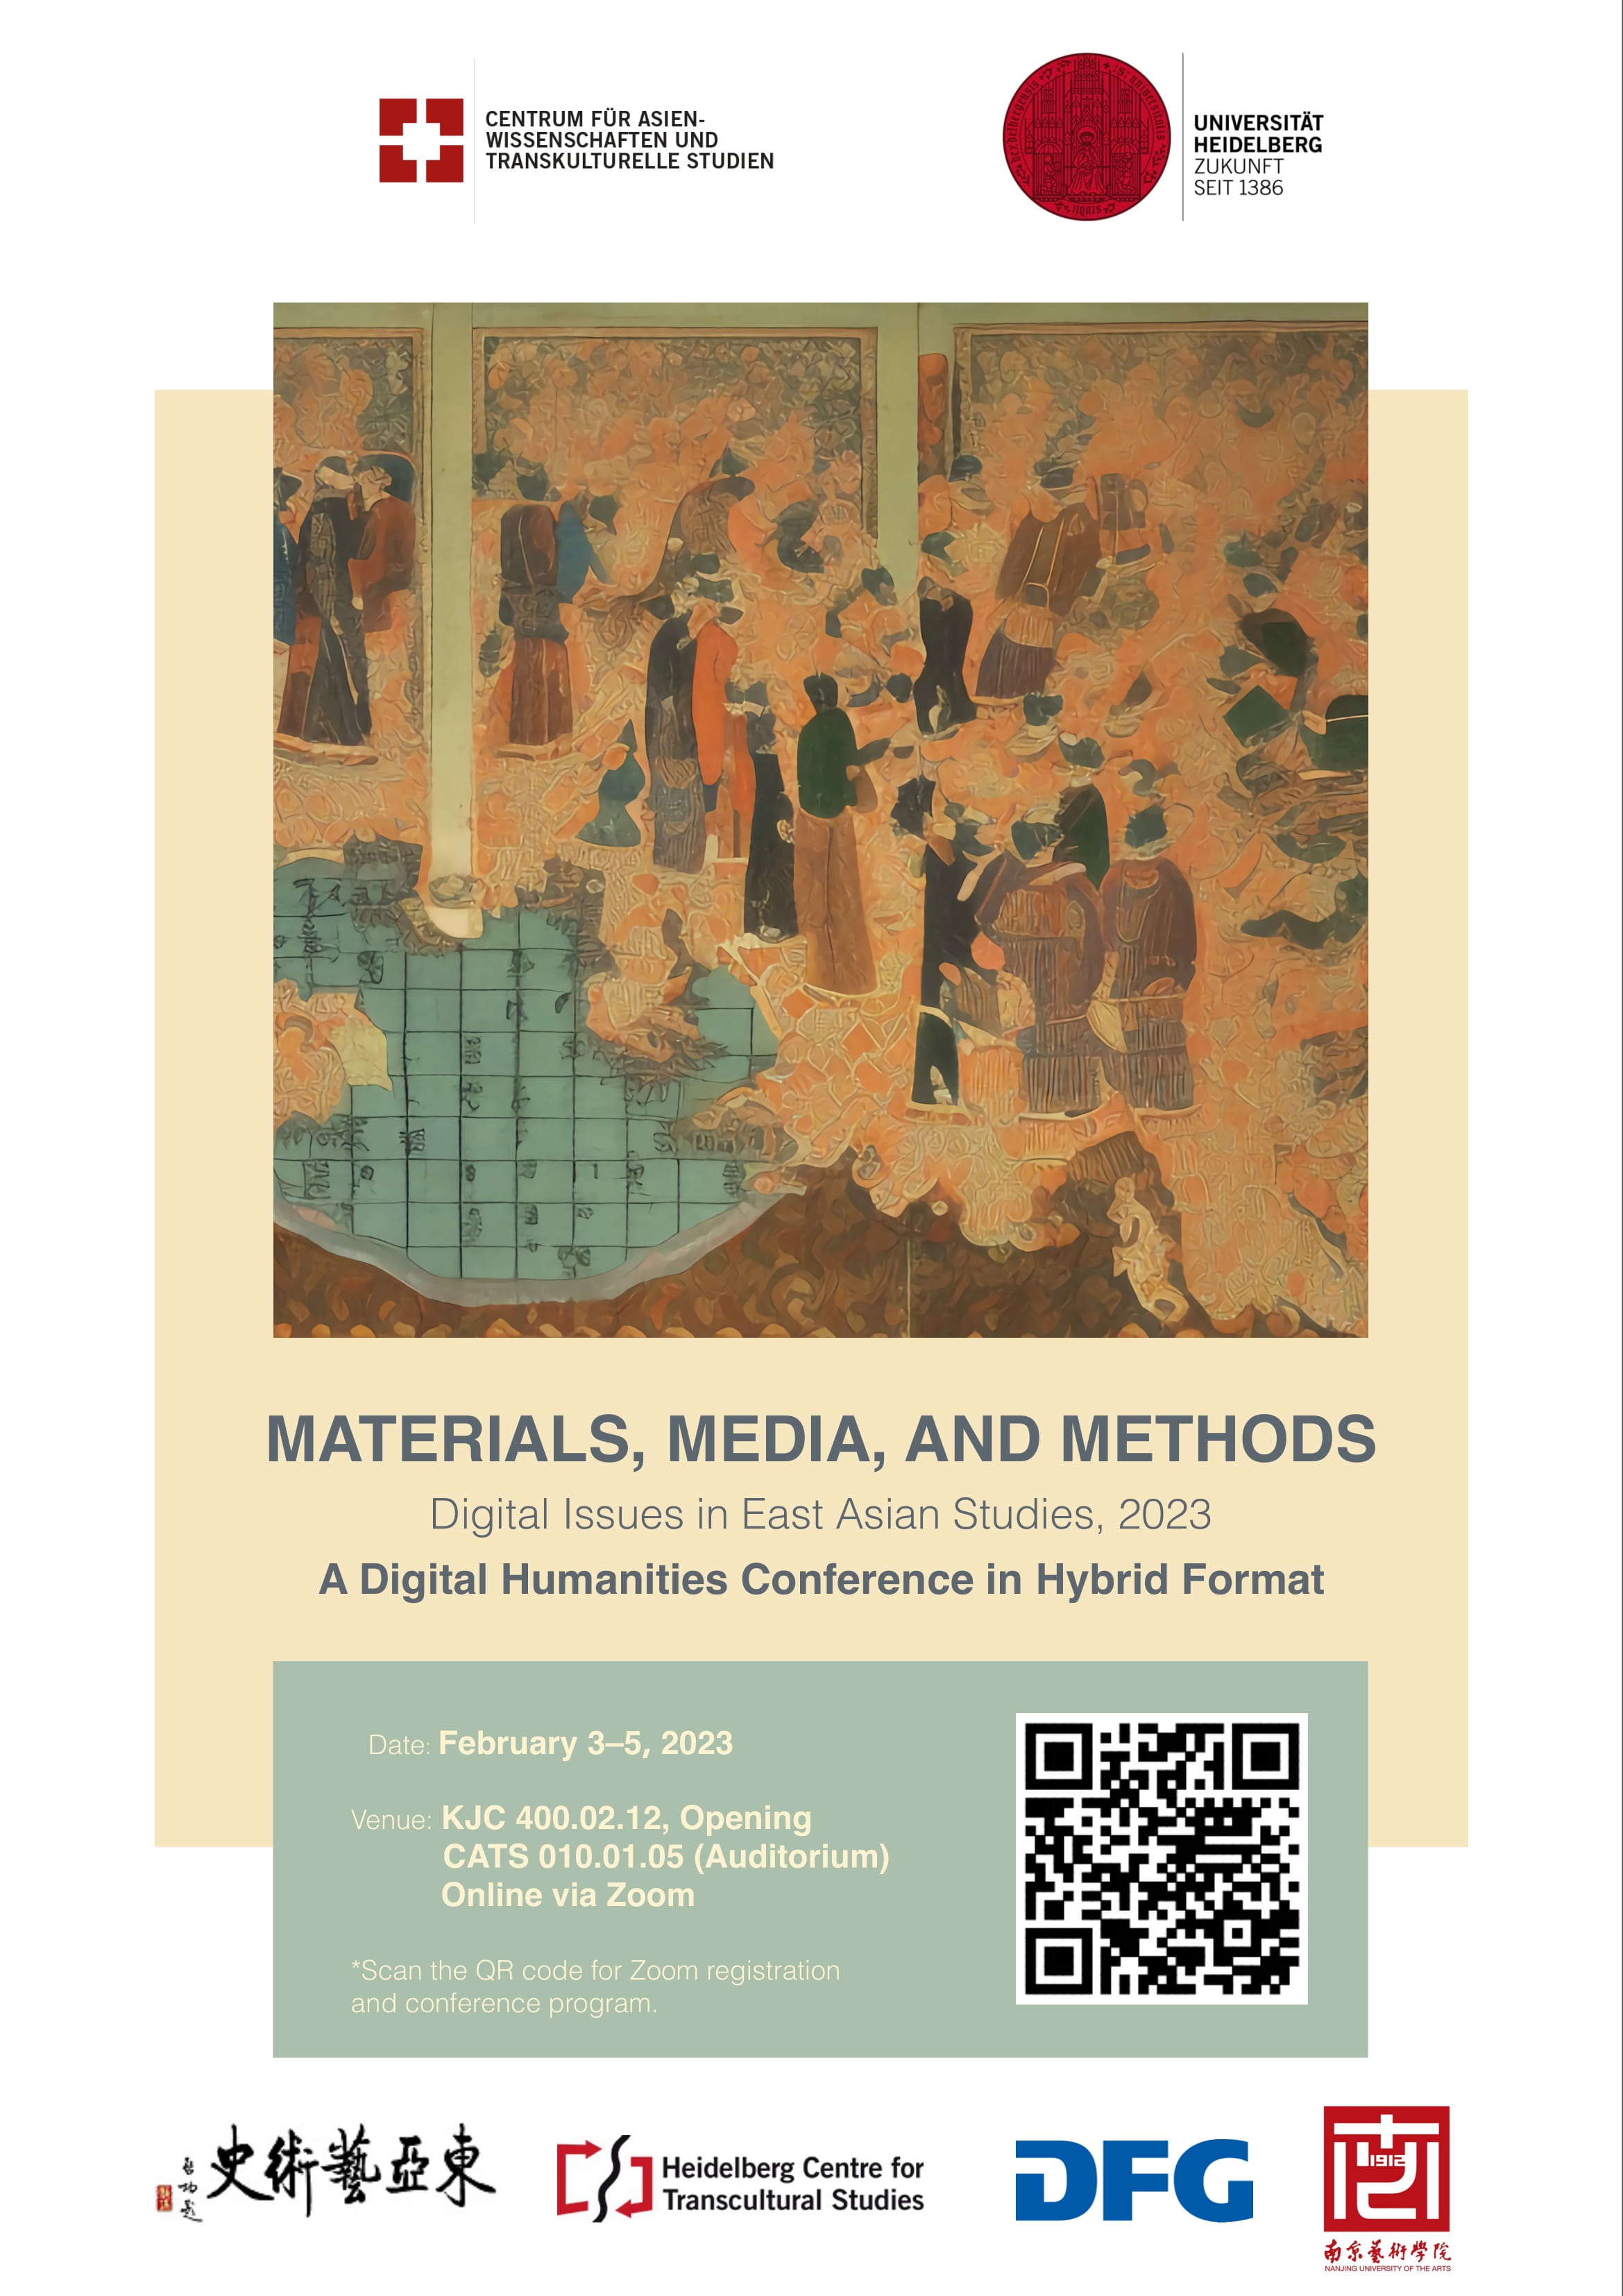 CENTRUM FÜR ASIEN-
WISSENSCHAFTEN UND
TRANSKULTURELLE STUDIEN
UNIVERSITÄT
HEIDELBERG
ZUKUNFT
SEIT 1386
MATERIALS, MEDIA, AND METHODS
Digital Issues in East Asian Studies, 2023
A Digital Humanities Conference in Hybrid Format
Date: February 3–5, 2023
Venue: KJC 400.02.12, Opening
CATS 010.01.05 (Auditorium)
Online via Zoom
*Scan the QR code for Zoom registration
and conference program.
東亞藝術史
啓功題
Heidelberg Centre for
Transcultural Studies
DFG
1912
南京藝術學院
NANJING UNIVERSITY OF THE ARTS